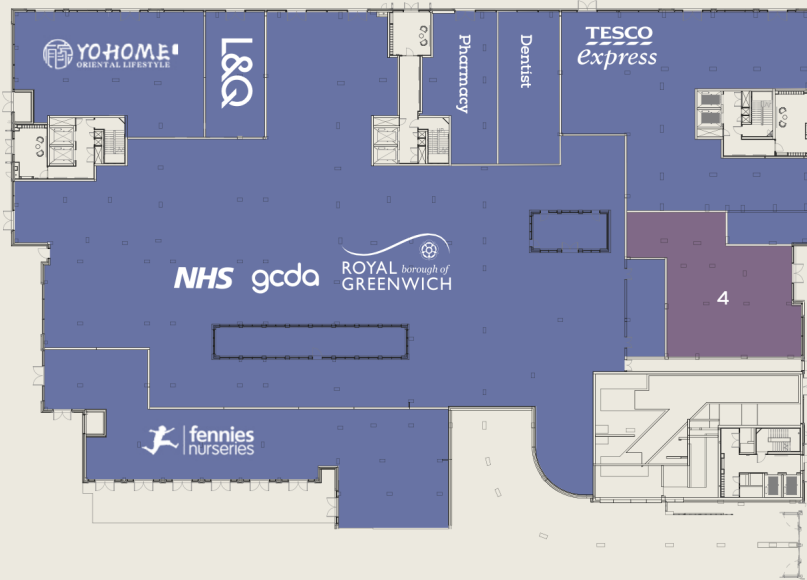 YOHOME
ORIENTAL LIFESTYLE
L&Q
Pharmacy
Dentist
TESCO
express
NHS
gcda
ROYAL borough of
GREENWICH
4
fennies
nurseries